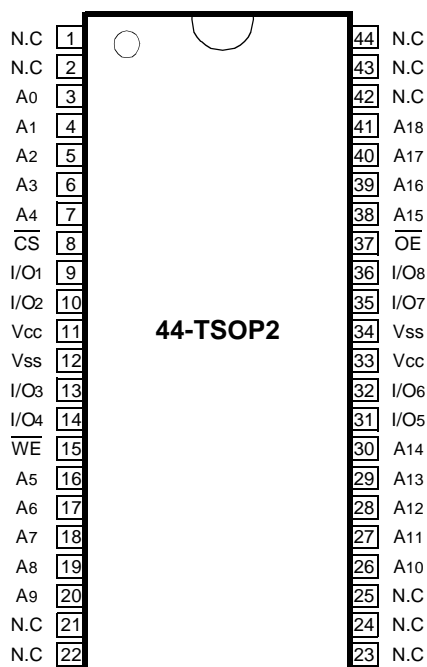 N.C 1 44 N.C
N.C 2 43 N.C
A0 3 42 N.C
A1 4 41 A18
A2 5 40 A17
A3 6 39 A16
A4 7 38 A15
C̅S̅ 8 37 O̅E̅
I/O1 9 36 I/O8
I/O2 10 35 I/O7
Vcc 11 44-TSOP2 34 Vss
Vss 12 33 Vcc
I/O3 13 32 I/O6
I/O4 14 31 I/O5
W̅E̅ 15 30 A14
A5 16 29 A13
A6 17 28 A12
A7 18 27 A11
A8 19 26 A10
A9 20 25 N.C
N.C 21 24 N.C
N.C 22 23 N.C